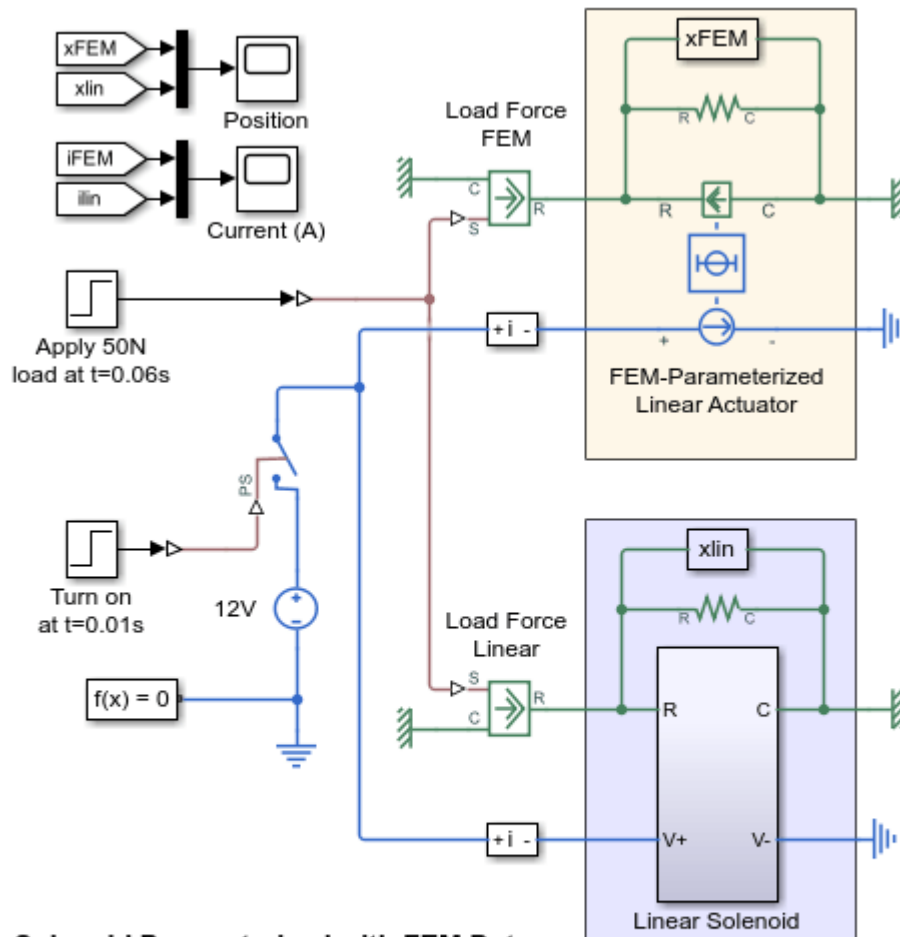 xFEM
xlin
Position
iFEM
ilin
Current (A)
Apply 50N
load at t=0.06s
Turn on
at t=0.01s
PS
12V
f(x) = 0
Load Force
FEM
C
S
R
+ i -
xFEM
R
C
R
C
+
-
FEM-Parameterized
Linear Actuator
Load Force
Linear
S
C
R
+ i -
xlin
R
C
R
C
V+
V-
Linear Solenoid